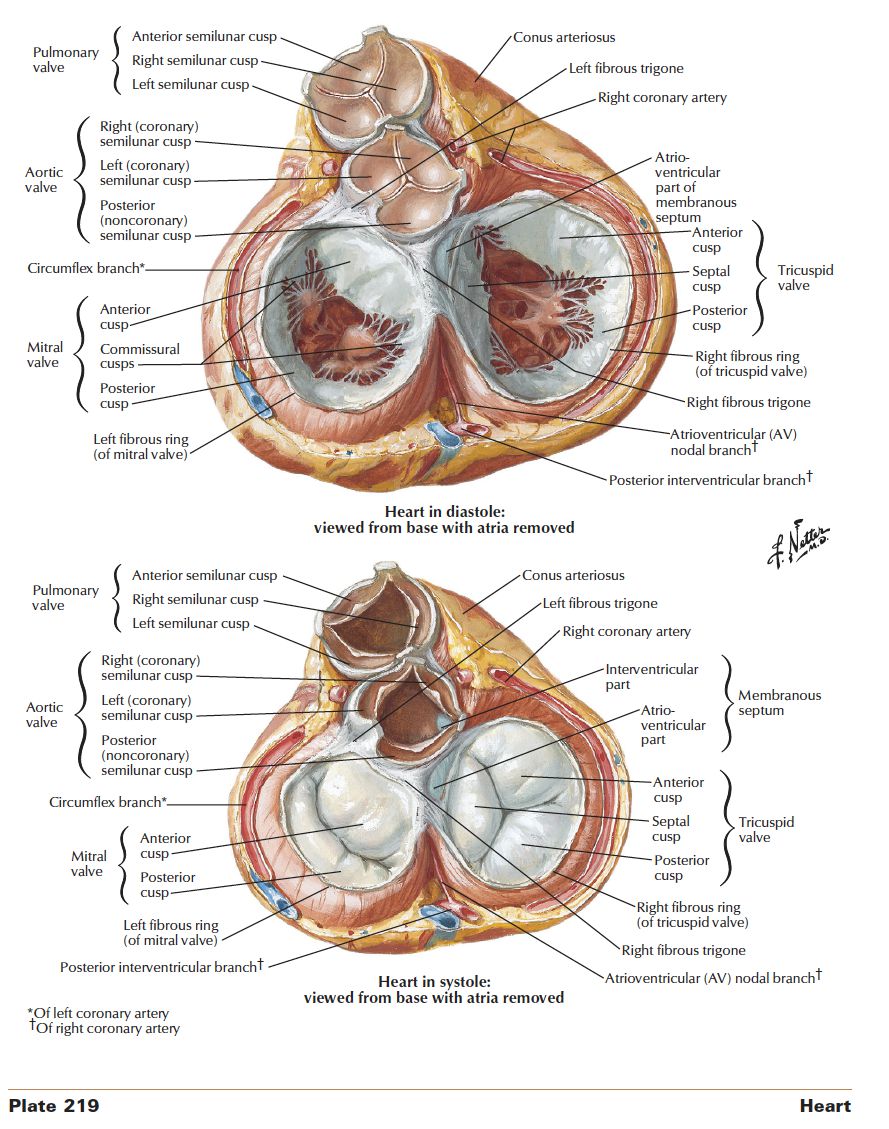 Pulmonary
valve
Anterior semilunar cusp
Right semilunar cusp
Left semilunar cusp
Aortic
valve
Right (coronary)
semilunar cusp
Left (coronary)
semilunar cusp
Posterior
(noncoronary)
semilunar cusp
Circumflex branch*
Mitral
valve
Anterior
cusp
Commissural
cusps
Posterior
cusp
Left fibrous ring
(of mitral valve)
Conus arteriosus
Left fibrous trigone
Right coronary artery
Atrio-
ventricular
part of
membranous
septum
Anterior
cusp
Septal
cusp
Posterior
cusp
Tricuspid
valve
Right fibrous ring
(of tricuspid valve)
Right fibrous trigone
Atrioventricular (AV)
nodal branch†
Posterior interventricular branch†
Heart in diastole:
viewed from base with atria removed
F. Netter
M.D.
Pulmonary
valve
Anterior semilunar cusp
Right semilunar cusp
Left semilunar cusp
Aortic
valve
Right (coronary)
semilunar cusp
Left (coronary)
semilunar cusp
Posterior
(noncoronary)
semilunar cusp
Circumflex branch*
Mitral
valve
Anterior
cusp
Posterior
cusp
Left fibrous ring
(of mitral valve)
Posterior interventricular branch†
Conus arteriosus
Left fibrous trigone
Right coronary artery
Interventricular
part
Atrio-
ventricular
part
Membranous
septum
Anterior
cusp
Septal
cusp
Posterior
cusp
Tricuspid
valve
Right fibrous ring
(of tricuspid valve)
Right fibrous trigone
Atrioventricular (AV) nodal branch†
Heart in systole:
viewed from base with atria removed
*Of left coronary artery
†Of right coronary artery
Plate 219
Heart